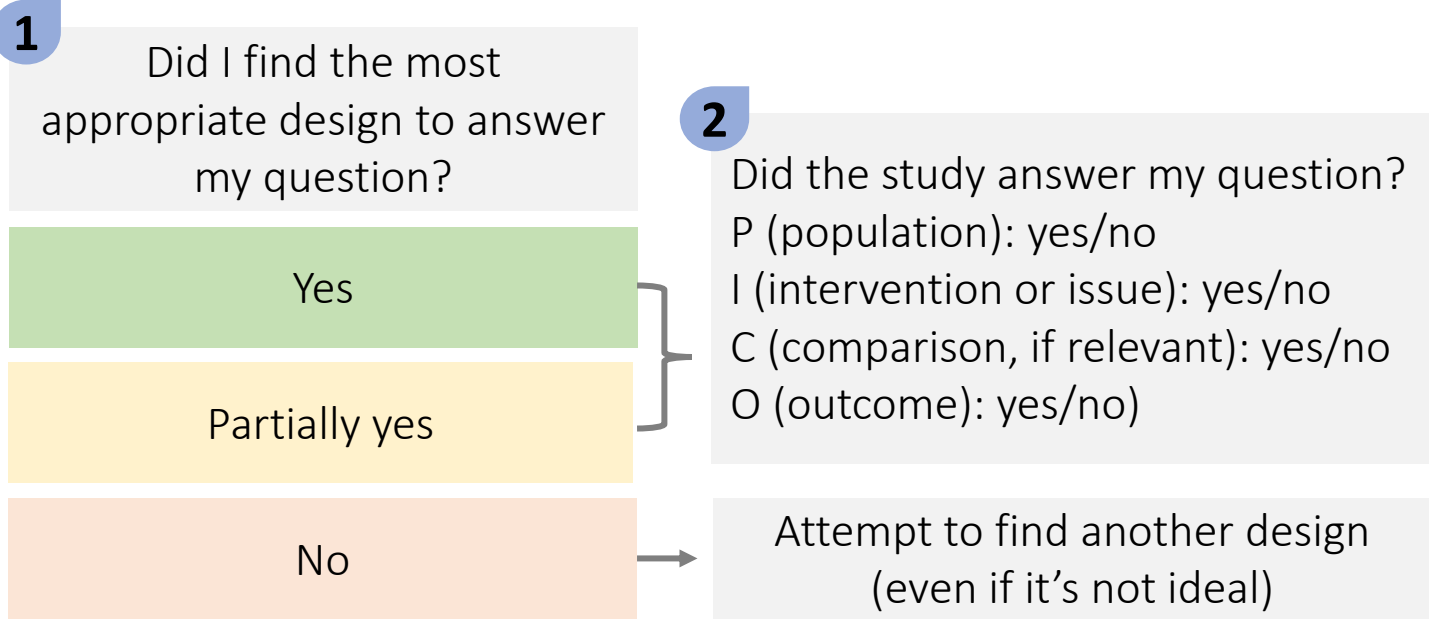 1
Did I find the most
appropriate design to answer
my question?
Yes
Partially yes
No
2
Did the study answer my question?
P (population): yes/no
I (intervention or issue): yes/no
C (comparison, if relevant): yes/no
O (outcome): yes/no)
Attempt to find another design
(even if it’s not ideal)